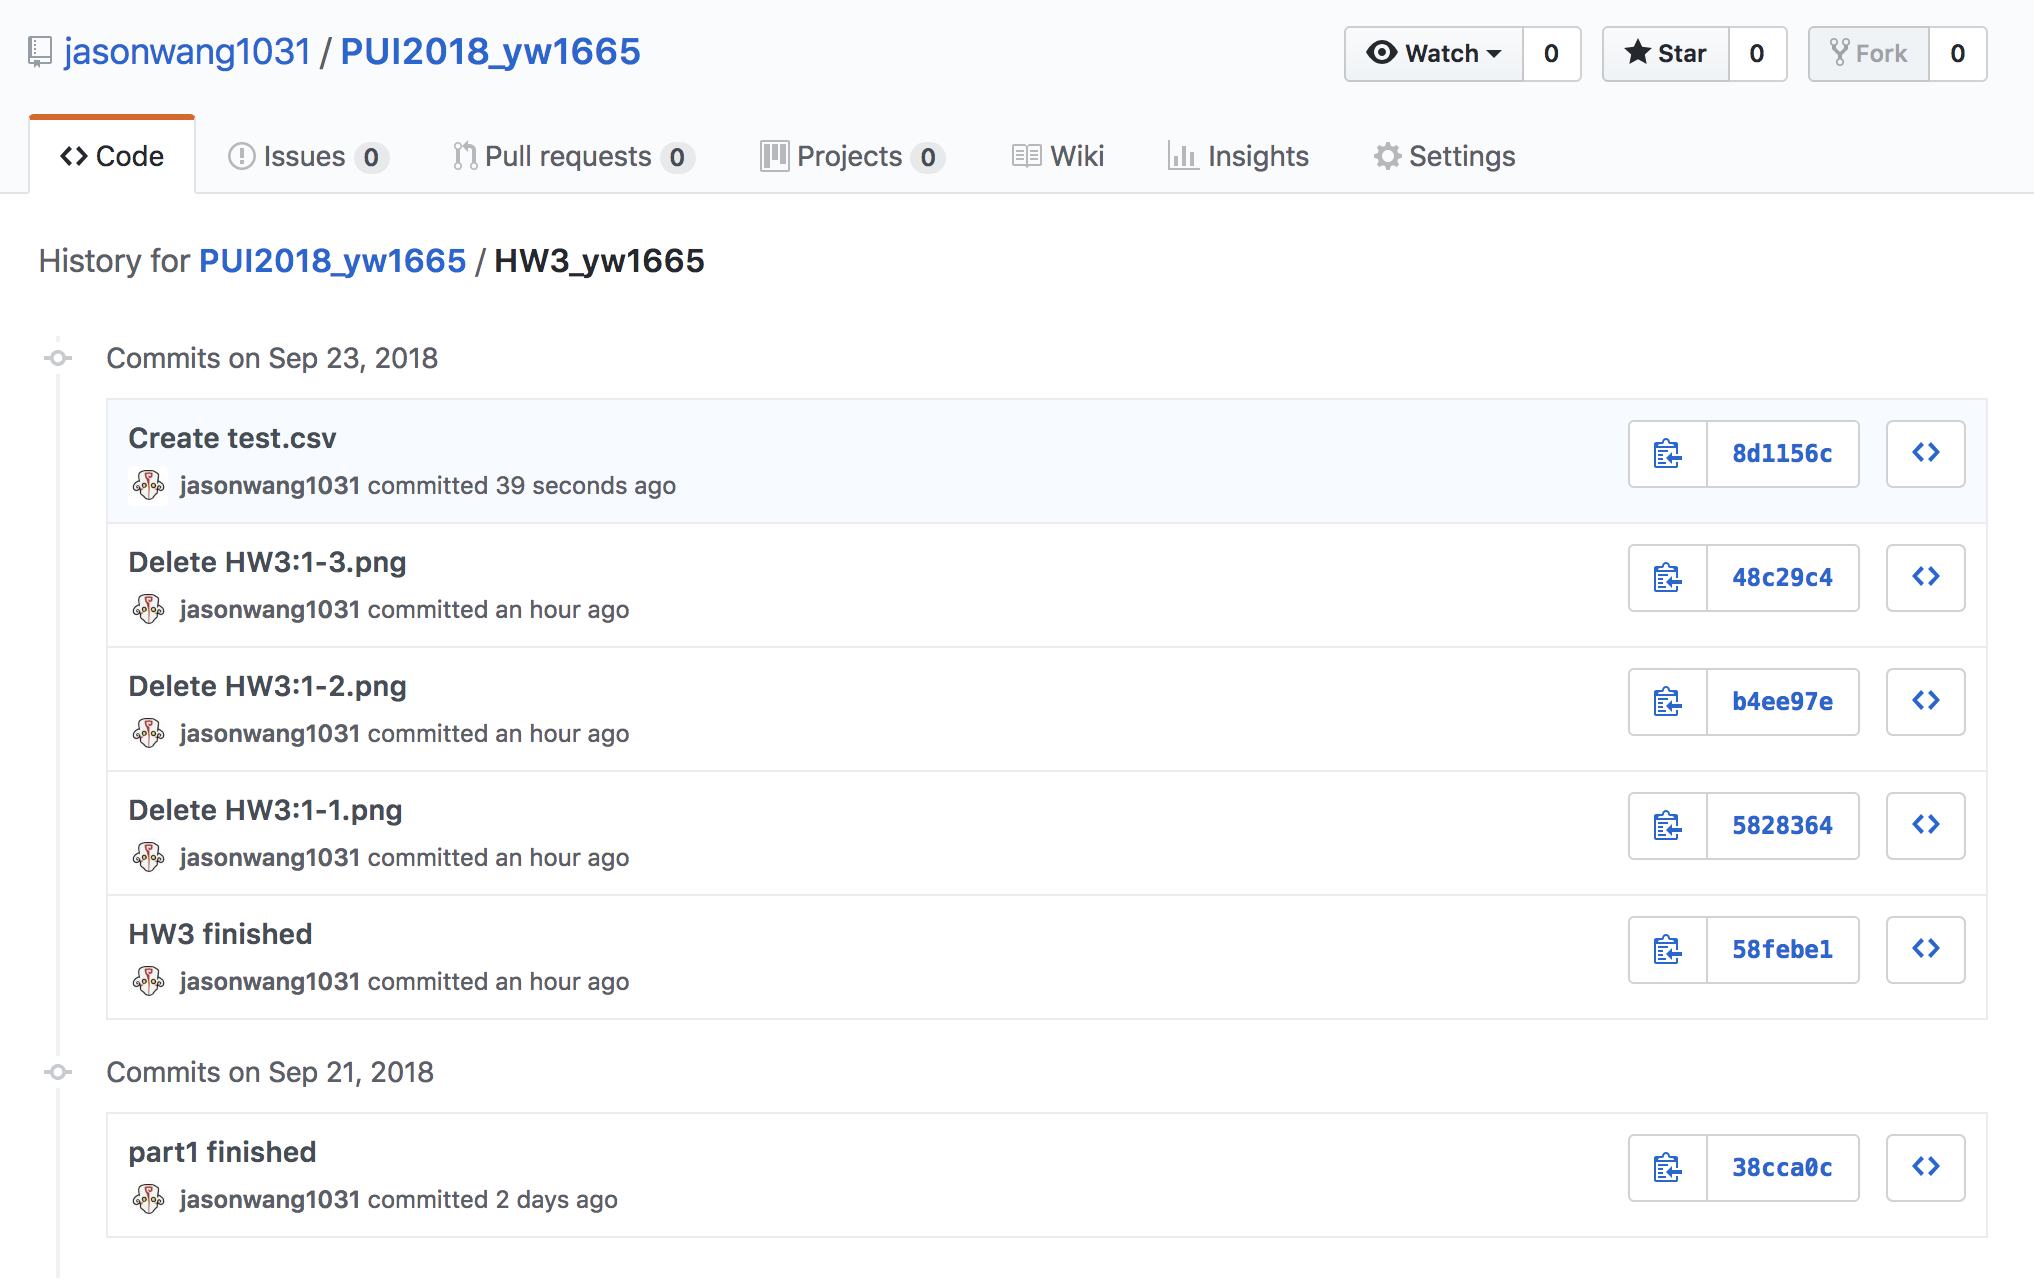 jasonwang1031 / PUI2018_yw1665
Watch 0 Star 0 Fork 0
Code Issues 0 Pull requests 0 Projects 0 Wiki Insights Settings
History for PUI2018_yw1665 / HW3_yw1665
Commits on Sep 23, 2018
Create test.csv
8d1156c
jasonwang1031 committed 39 seconds ago
Delete HW3:1-3.png
48c29c4
jasonwang1031 committed an hour ago
Delete HW3:1-2.png
b4ee97e
jasonwang1031 committed an hour ago
Delete HW3:1-1.png
5828364
jasonwang1031 committed an hour ago
HW3 finished
58febe1
jasonwang1031 committed an hour ago
Commits on Sep 21, 2018
part1 finished
38cca0c
jasonwang1031 committed 2 days ago